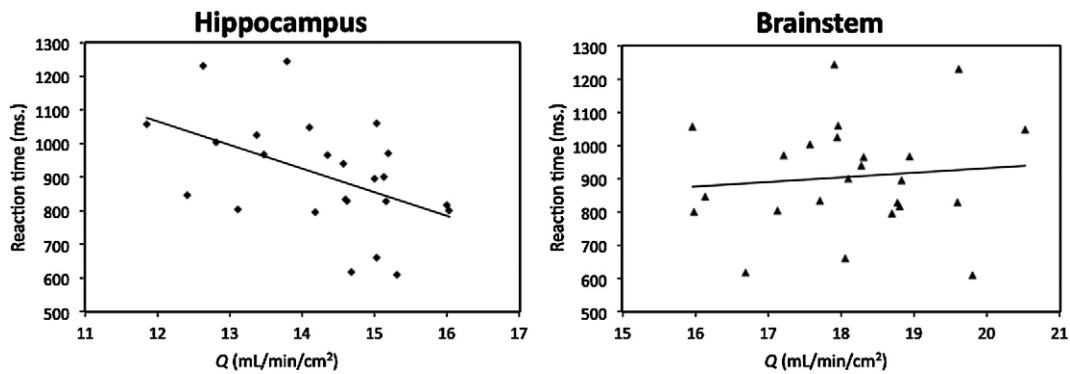 Hippocampus
Reaction time (ms.)
1300
1200
1100
1000
900
800
700
600
500
11 12 13 14 15 16 17
Q (mL/min/cm²)
Brainstem
Reaction time (ms.)
1300
1200
1100
1000
900
800
700
600
500
15 16 17 18 19 20 21
Q (mL/min/cm²)